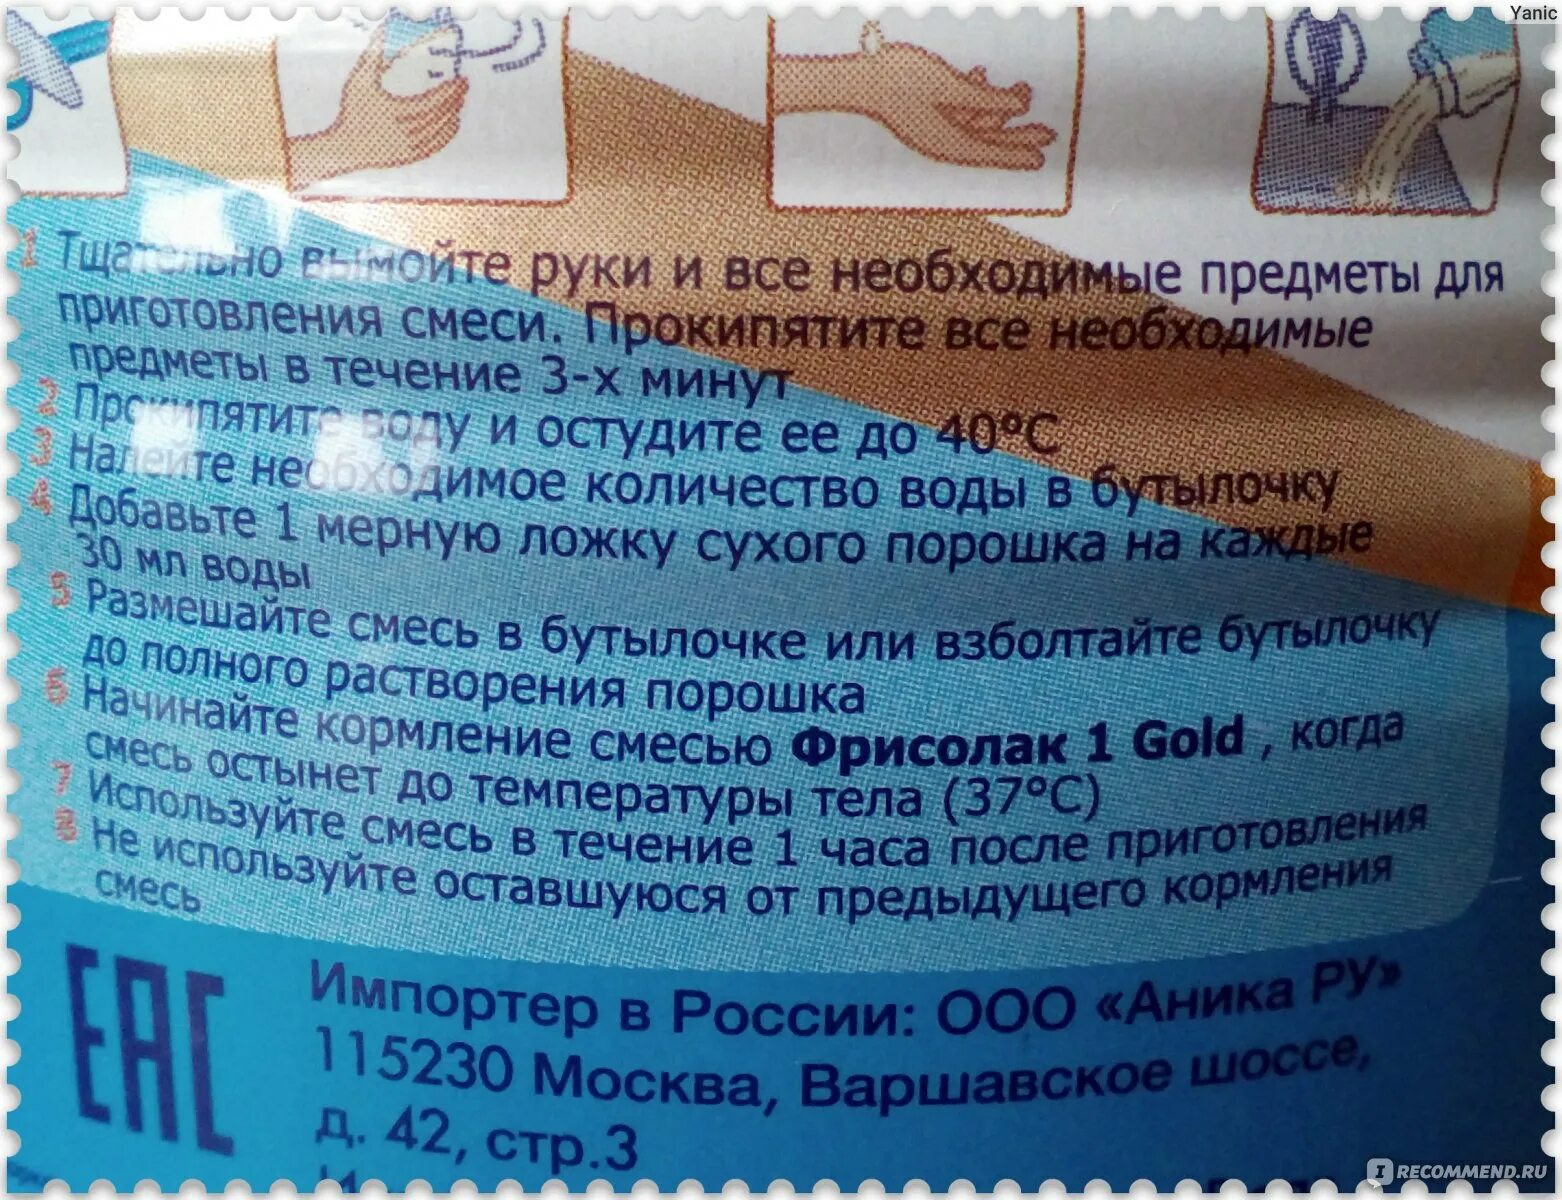 Yanic
1 Тщательно вымойте руки и все необходимые предметы для
приготовления смеси. Прокипятите все необходимые
предметы в течение 3-х минут
2 Прокипятите воду и остудите ее до 40°C
3 Налейте необходимое количество воды в бутылочку
4 Добавьте 1 мерную ложку сухого порошка на каждые
30 мл воды
5 Размешайте смесь в бутылочке или взболтайте бутылочку
до полного растворения порошка
6 Начинайте кормление смесью Фрисолак 1 Gold , когда
смесь остынет до температуры тела (37°C)
7 Используйте смесь в течение 1 часа после приготовления
8 Не используйте оставшуюся от предыдущего кормления
смесь
EAC
Импортер в России: ООО «Аника РУ»
115230 Москва, Варшавское шоссе,
д. 42, стр.3
IRECOMMEND.RU